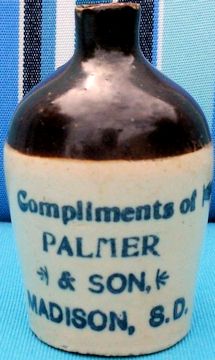 Compliments of
PALMER
& SON,
MADISON, S.D.